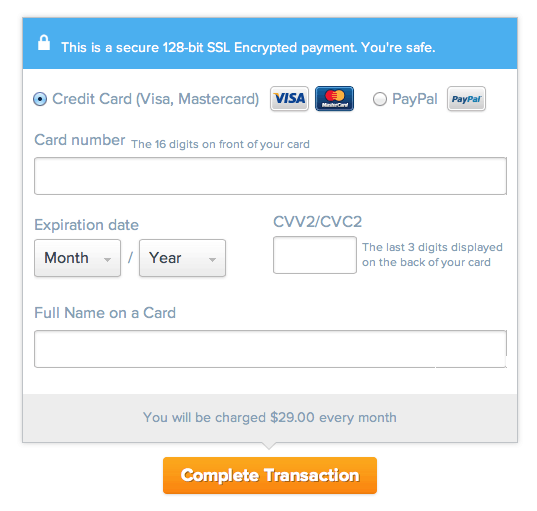 This is a secure 128-bit SSL Encrypted payment. You're safe.
Credit Card (Visa, Mastercard) VISA MasterCard PayPal PayPal
Card number The 16 digits on front of your card
Expiration date CVV2/CVC2
Month / Year The last 3 digits displayed
on the back of your card
Full Name on a Card
You will be charged $29.00 every month
Complete Transaction